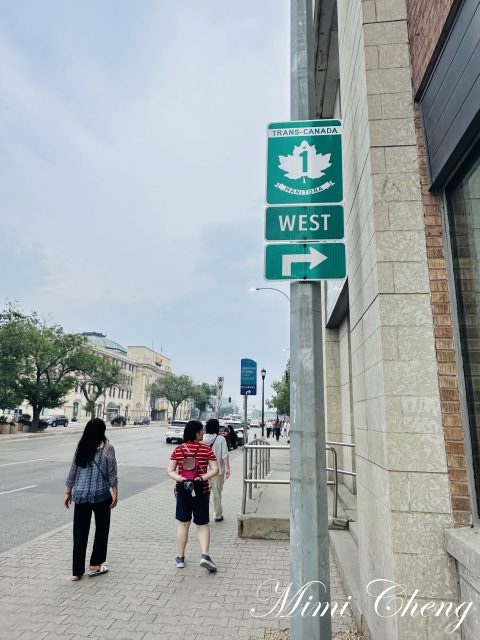 TRANS-CANADA
1
MANITOBA
WEST
Mimi Cheng